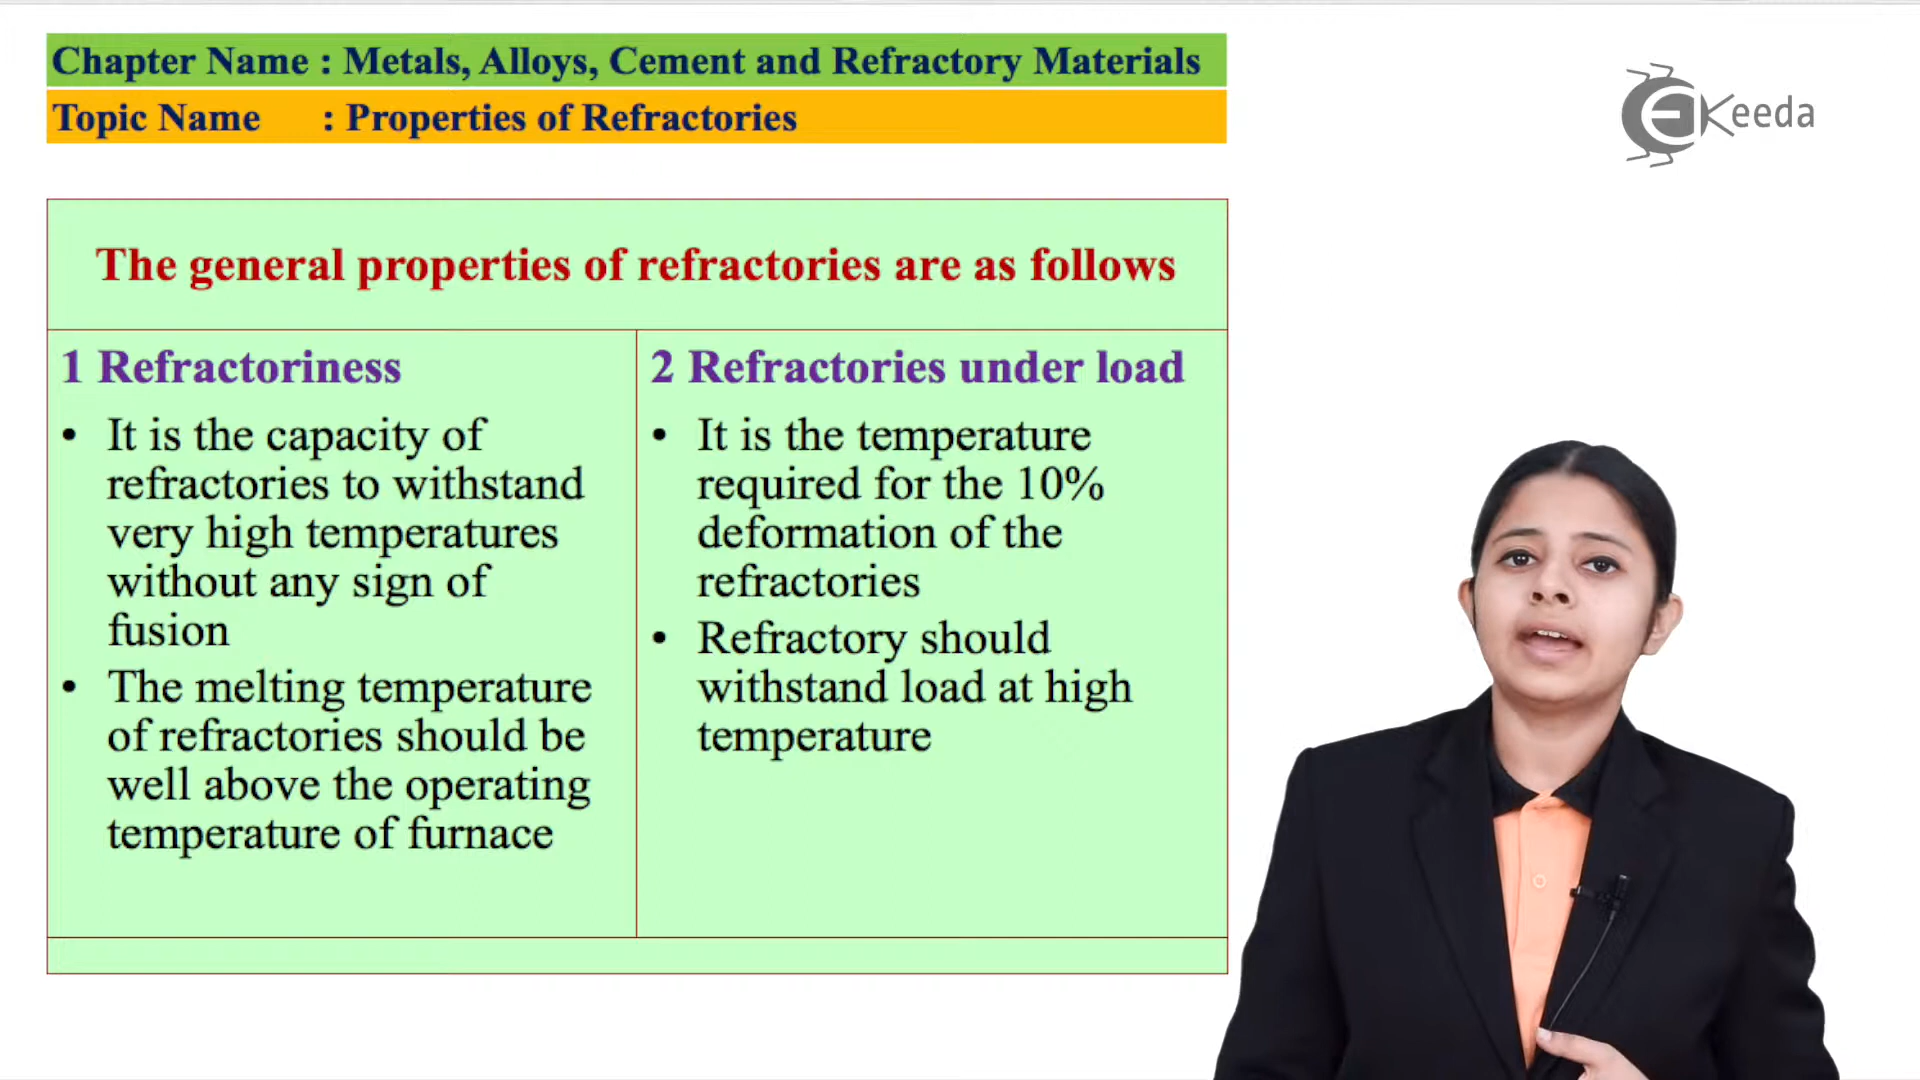 Chapter Name : Metals, Alloys, Cement and Refractory Materials
Topic Name : Properties of Refractories
EKeeda
The general properties of refractories are as follows
1 Refractoriness
• It is the capacity of
refractories to withstand
very high temperatures
without any sign of
fusion
• The melting temperature
of refractories should be
well above the operating
temperature of furnace
2 Refractories under load
• It is the temperature
required for the 10%
deformation of the
refractories
• Refractory should
withstand load at high
temperature